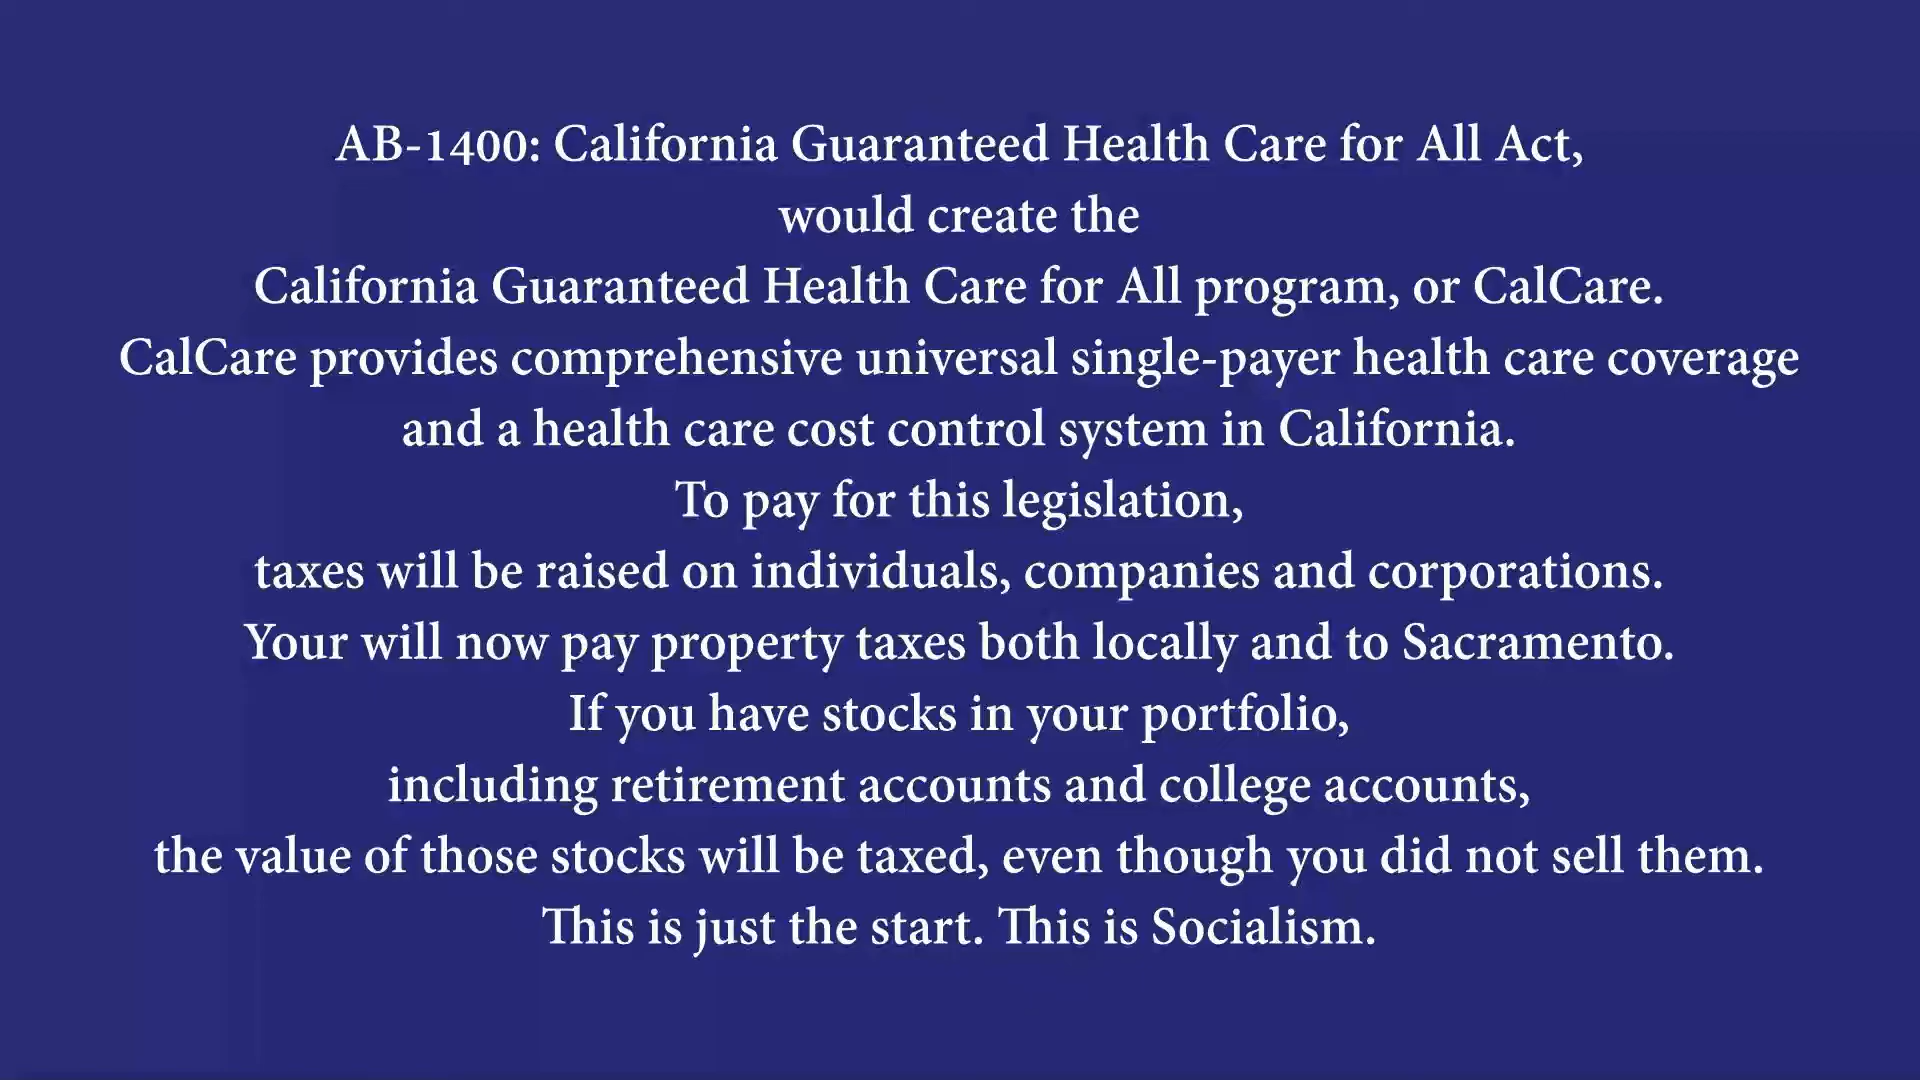 AB-1400: California Guaranteed Health Care for All Act,
would create the
California Guaranteed Health Care for All program, or CalCare.
CalCare provides comprehensive universal single-payer health care coverage
and a health care cost control system in California.
To pay for this legislation,
taxes will be raised on individuals, companies and corporations.
Your will now pay property taxes both locally and to Sacramento.
If you have stocks in your portfolio,
including retirement accounts and college accounts,
the value of those stocks will be taxed, even though you did not sell them.
This is just the start. This is Socialism.